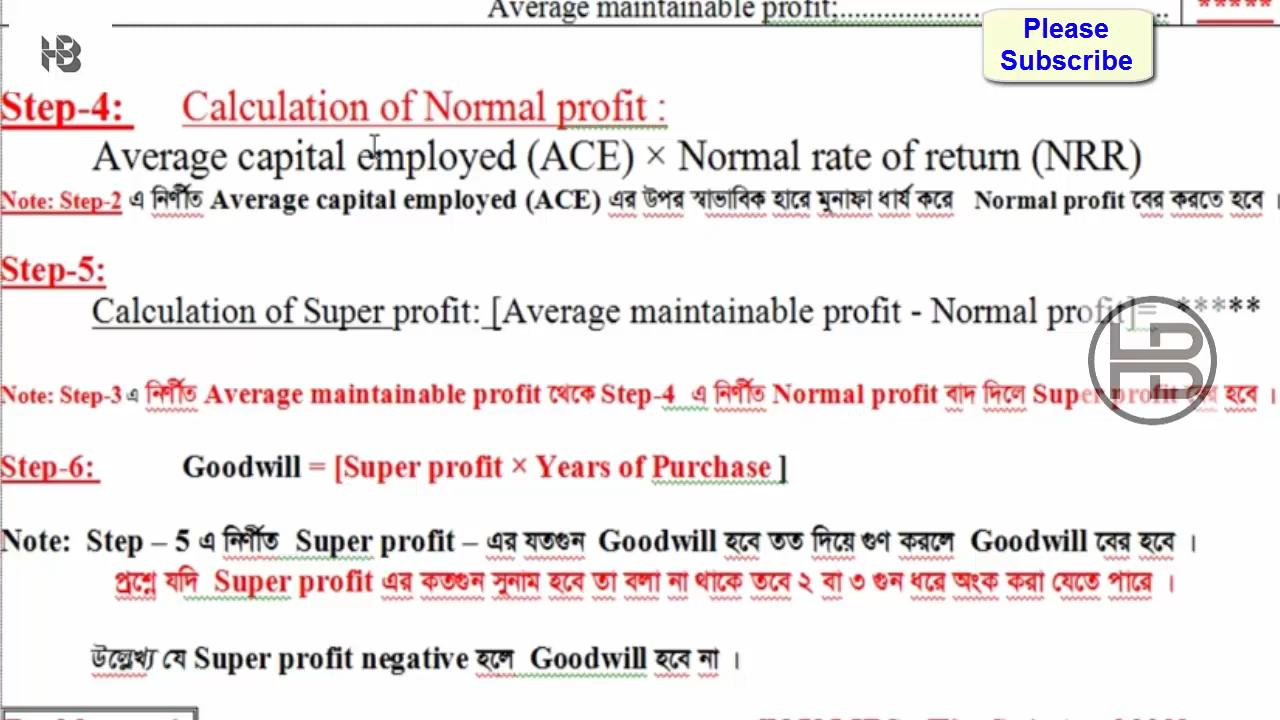 Average maintainable profit:........................ *****
Please
Subscribe
HB
Step-4: Calculation of Normal profit :
Average capital employed (ACE) × Normal rate of return (NRR)
Note: Step-2 এ নির্ণীত Average capital employed (ACE) এর উপর স্বাভাবিক হারে মুনাফা ধার্য করে Normal profit বের করতে হবে ।
Step-5:
Calculation of Super profit: [Average maintainable profit - Normal profit]= *****
Note: Step-3 এ নির্ণীত Average maintainable profit থেকে Step-4 এ নির্ণীত Normal profit বাদ দিলে Super profit বের হবে ।
Step-6: Goodwill = [Super profit × Years of Purchase ]
Note: Step – 5 এ নির্ণীত Super profit – এর যতগুন Goodwill হবে তত দিয়ে গুণ করলে Goodwill বের হবে ।
প্রশ্নে যদি Super profit এর কতগুন সুনাম হবে তা বলা না থাকে তবে ২ বা ৩ গুন ধরে অংক করা যেতে পারে ।
উল্লেখ্য যে Super profit negative হলে Goodwill হবে না ।